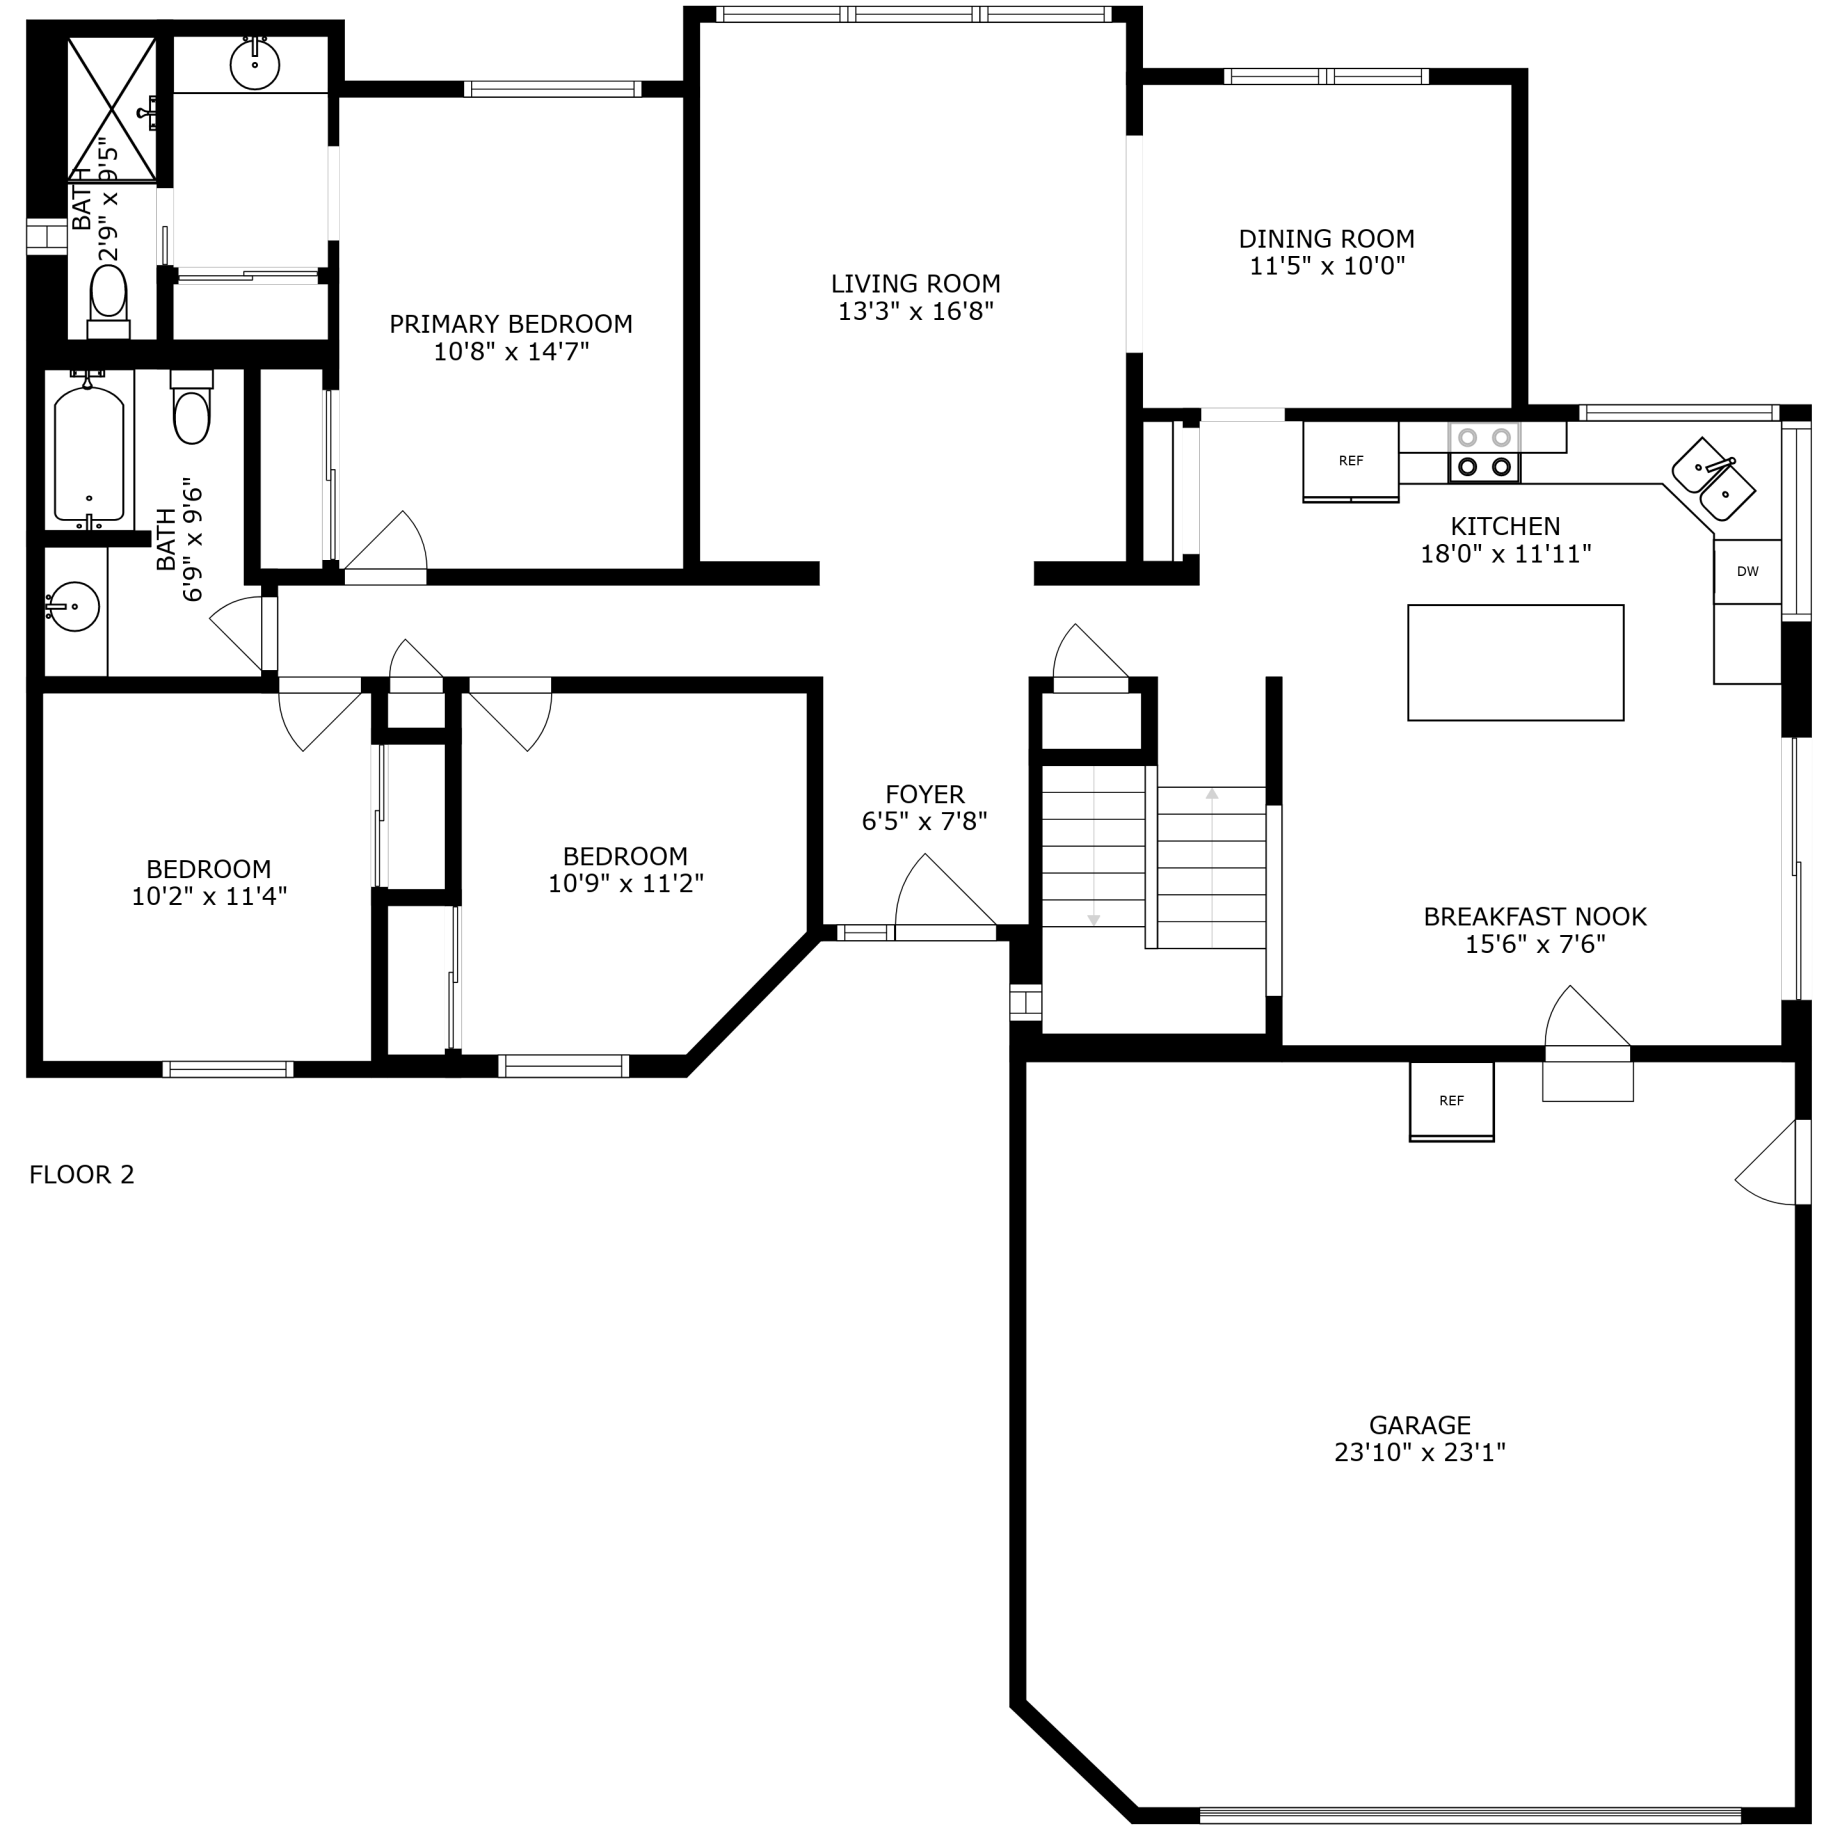 BATH
2'9" x 9'5"
PRIMARY BEDROOM
10'8" x 14'7"
LIVING ROOM
13'3" x 16'8"
DINING ROOM
11'5" x 10'0"
BATH
6'9" x 9'6"
REF
KITCHEN
18'0" x 11'11"
DW
BEDROOM
10'2" x 11'4"
BEDROOM
10'9" x 11'2"
FOYER
6'5" x 7'8"
BREAKFAST NOOK
15'6" x 7'6"
REF
FLOOR 2
GARAGE
23'10" x 23'1"